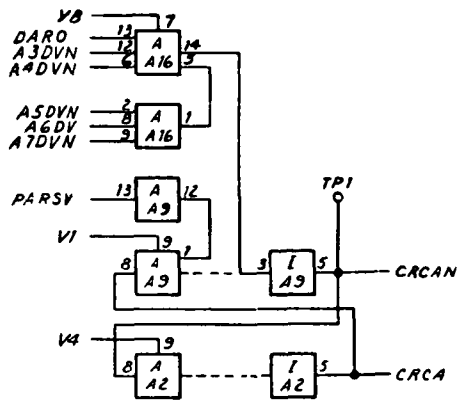 V8 7
DARO 13 A 14
A3DVN 12
A4DVN 6 A16 3
A5DVN 2 A
A6DV 8 1
A7DVN 9 A16
TP1
PARSV 13 A 12
A9
V1 9
1
8 A 3 I 5 CRCAN
A9 A9
V4 9
8 A I 5 CRCA
A2 A2